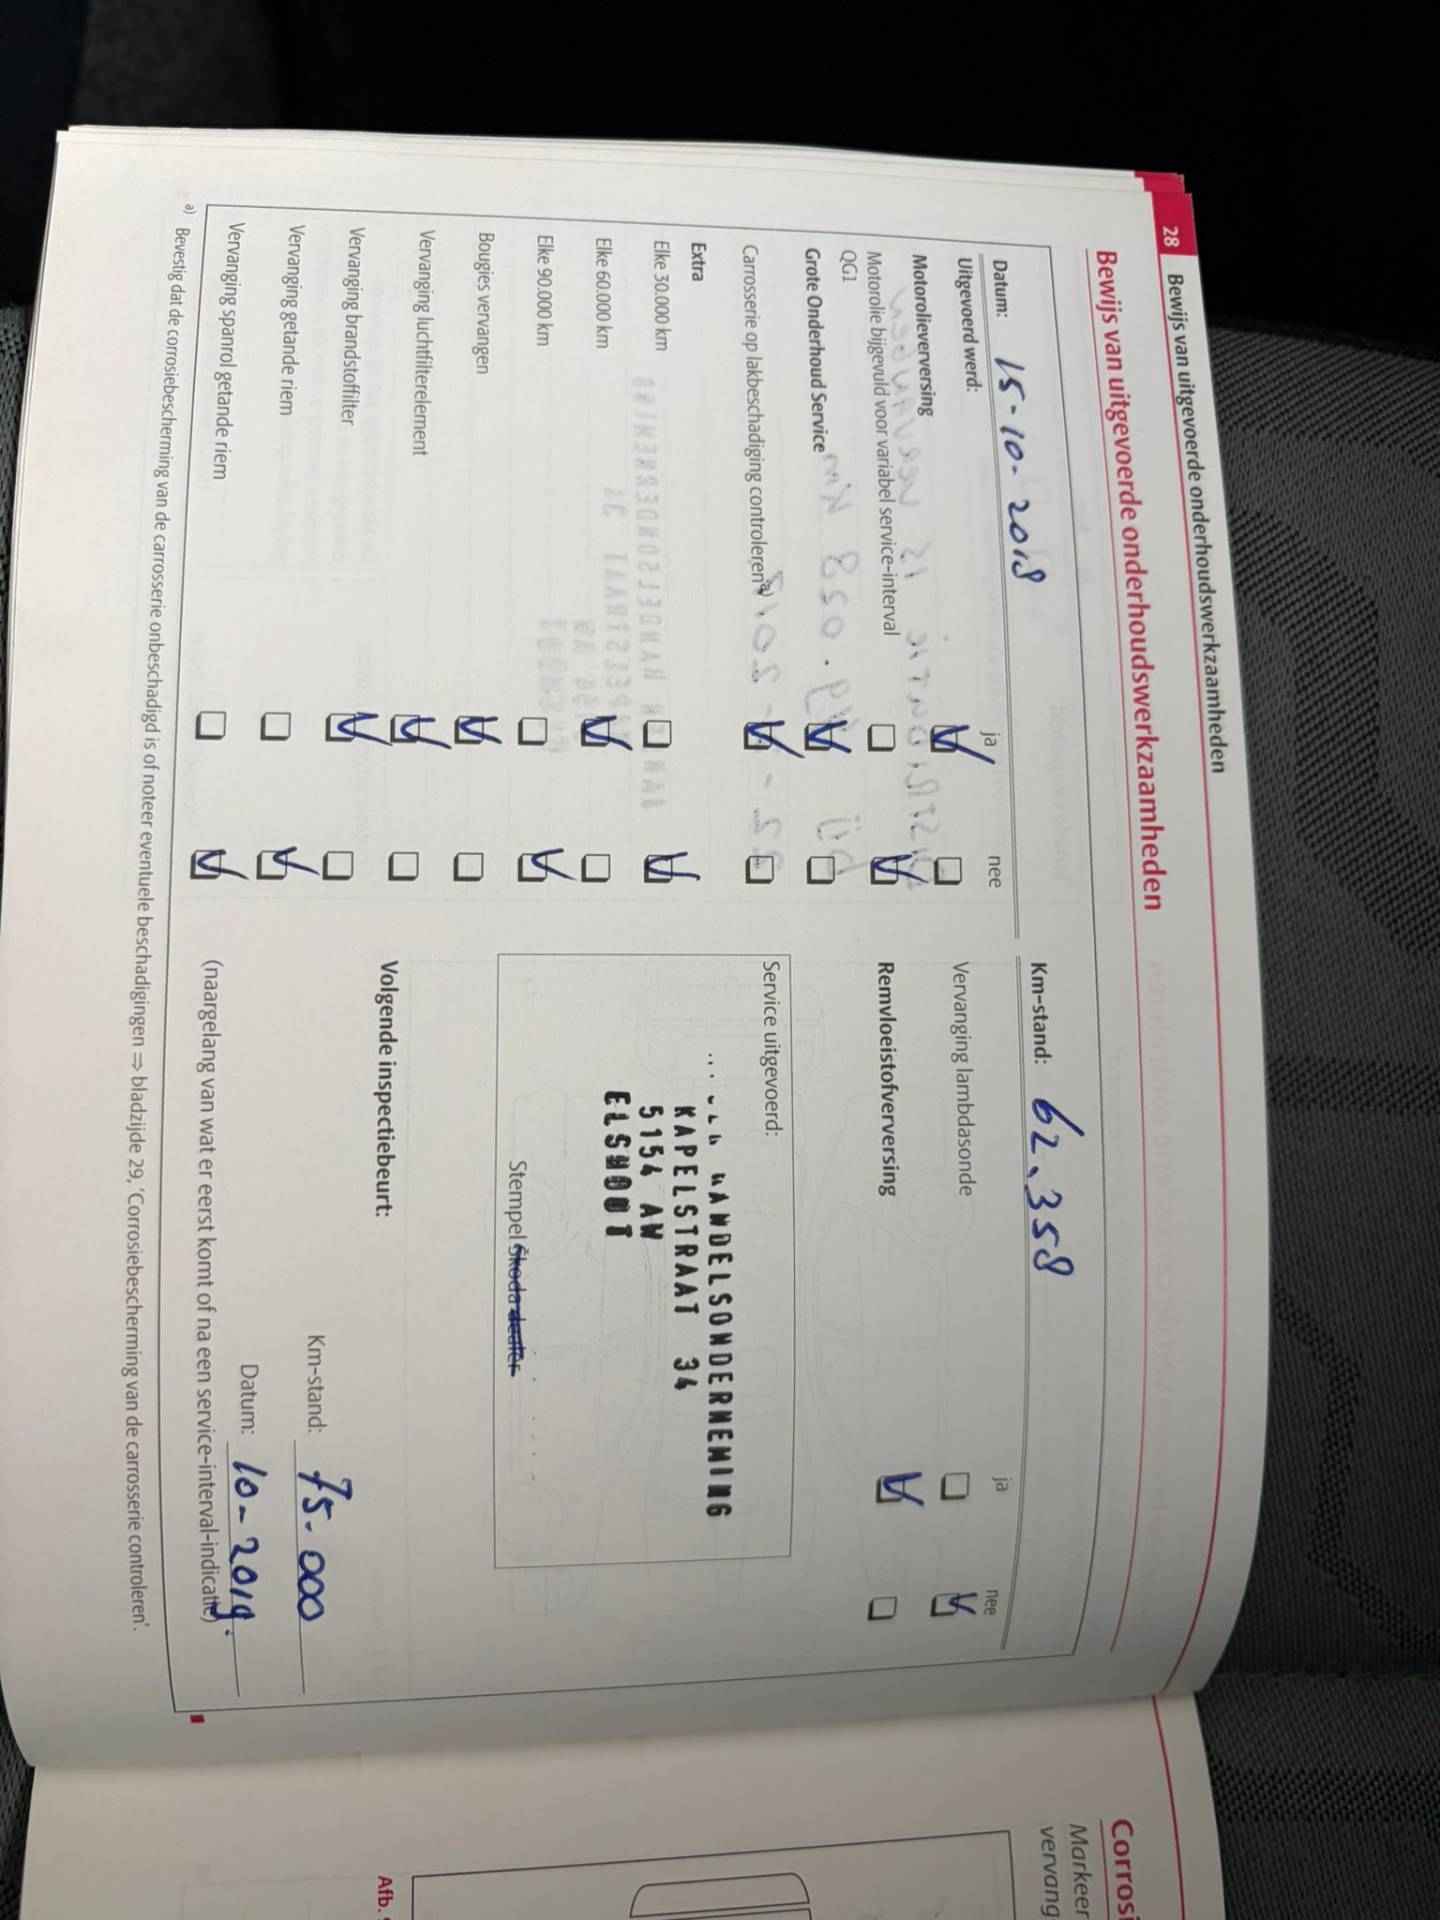 28 Bewijs van uitgevoerde onderhoudswerkzaamheden
Bewijs van uitgevoerde onderhoudswerkzaamheden
Datum: 15-10-2018
Km-stand: 62.358
Uitgevoerd werd:
ja
nee
Motorolieverversing
Motorolie bijgevuld voor variabel service-interval
QG1
Grote Onderhoud Service
Carrosserie op lakbeschadiging controleren a)
Extra
Elke 30.000 km
Elke 60.000 km
Elke 90.000 km
Bougies vervangen
Vervanging luchtfilterelement
Vervanging brandstoffilter
Vervanging getande riem
Vervanging spanrol getande riem
ja
nee
Vervanging lambdasonde
Remvloeistofverversing
Service uitgevoerd:
HANDELSONDERNEMING
KAPELSTRAAT 34
5154 AW
ELSHOUT
Stempel Škoda dealer
Volgende inspectiebeurt:
Km-stand: 75.000
Datum: 10-2019.
(naargelang van wat er eerst komt of na een service-interval-indicatie)
a) Bevestig dat de corrosiebescherming van de carrosserie onbeschadigd is of noteer eventuele beschadigingen ⇒ bladzijde 29, 'Corrosiebescherming van de carrosserie controleren'.
Corrosi
Markeer
vervang
Afb.